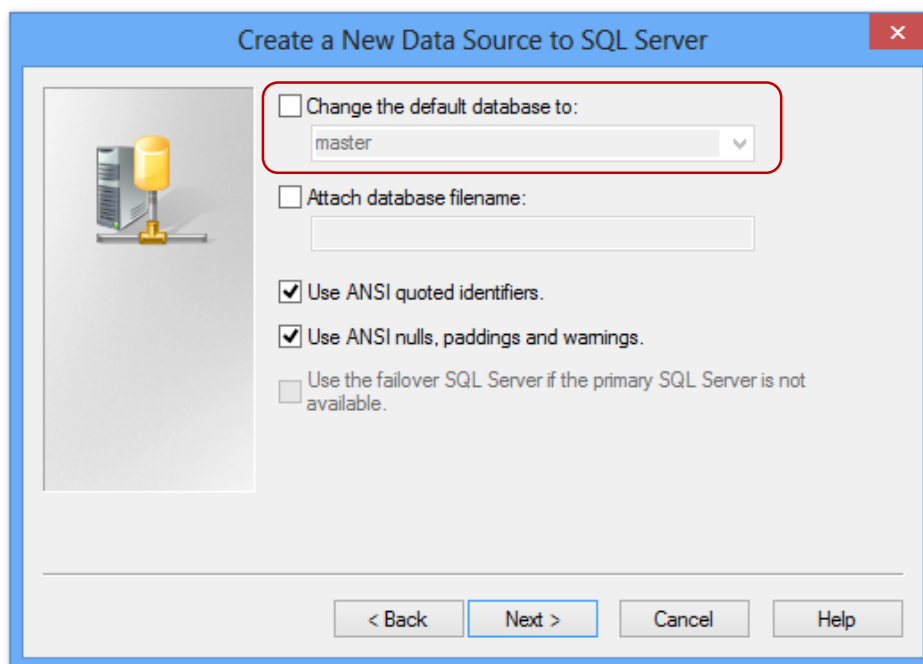 Create a New Data Source to SQL Server
Change the default database to:
master
Attach database filename:
Use ANSI quoted identifiers.
Use ANSI nulls, paddings and warnings.
Use the failover SQL Server if the primary SQL Server is not
available.
< Back Next > Cancel Help